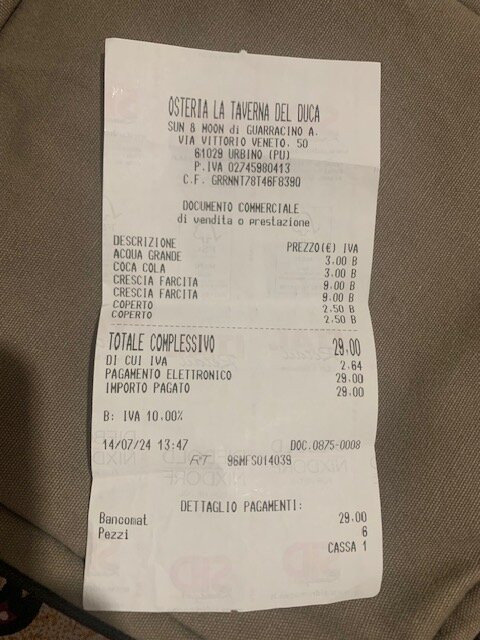 OSTERIA LA TAVERNA DEL DUCA
SUN & MOON di GUARRACINO A.
VIA VITTORIO VENETO. 50
61029 URBINO (PU)
P.IVA 02745980413
C.F. GRRNNT78T46F839O
DOCUMENTO COMMERCIALE
di vendita o prestazione
DESCRIZIONE PREZZO(€) IVA
ACQUA GRANDE 3.00 B
COCA COLA 3.00 B
CRESCIA FARCITA 9.00 B
CRESCIA FARCITA 9.00 B
COPERTO 2.50 B
COPERTO 2.50 B
TOTALE COMPLESSIVO 29.00
DI CUI IVA 2.64
PAGAMENTO ELETTRONICO 29.00
IMPORTO PAGATO 29.00
B: IVA 10.00%
14/07/24 13:47 DOC.0875-0008
RT 96MFS014039
DETTAGLIO PAGAMENTI:
Bancomat 29.00
Pezzi 6
CASSA 1